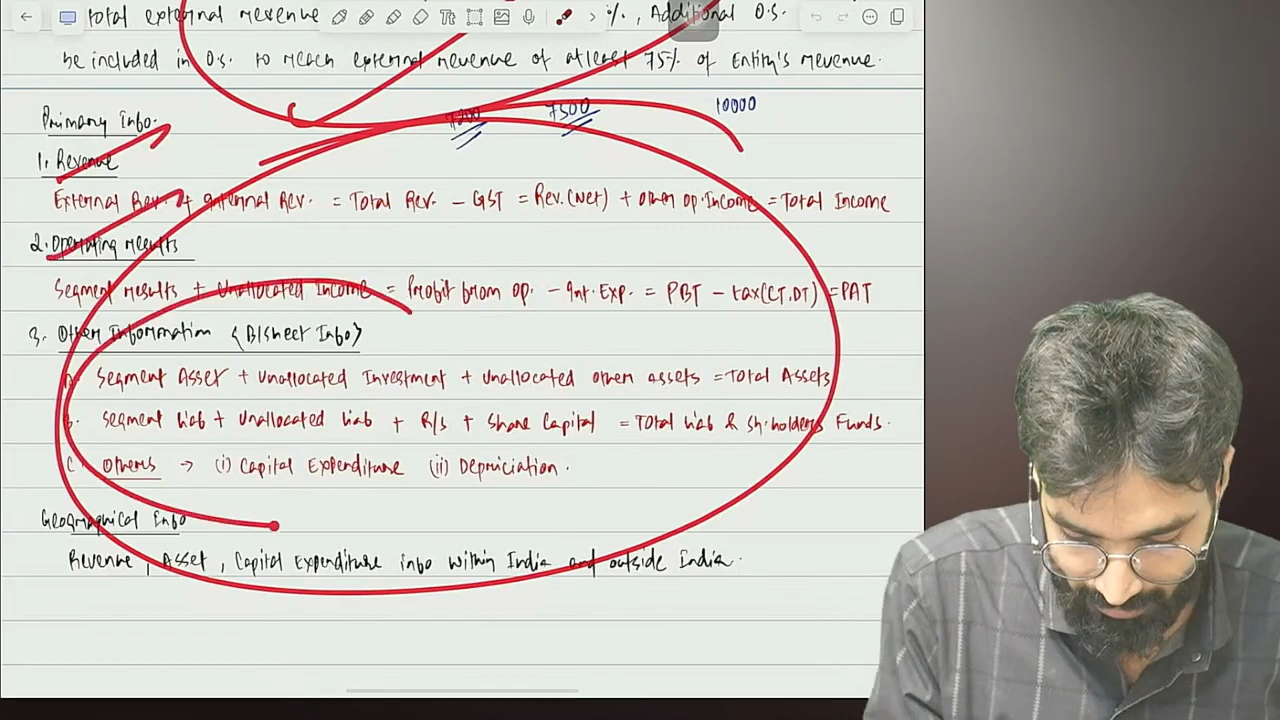 total external revenue %, Additional O.S.
be included in O.S. to reach external revenue of atleast 75% of Entity's revenue.
Primary Info.
7500 10000
1. Revenue
External Rev. + Internal Rev. = Total Rev. - GST = Rev.(Net) + other op. Income = Total Income
2. Operating results
Segment results + Unallocated Income = Profit from op. - Int. Exp. = PBT - tax(CT,DT) = PAT
3. Other Information {B/Sheet Info}
A. Segment Asset + Unallocated Investment + Unallocated other assets = Total Assets
B. Segment Liab + Unallocated Liab + R/s + Share Capital = Total Liab & Sh.holders Funds.
C. Others → (i) Capital Expenditure (ii) Depriciation.
Geographical Info
Revenue, Asset, Capital Expenditure info within India and outside India.